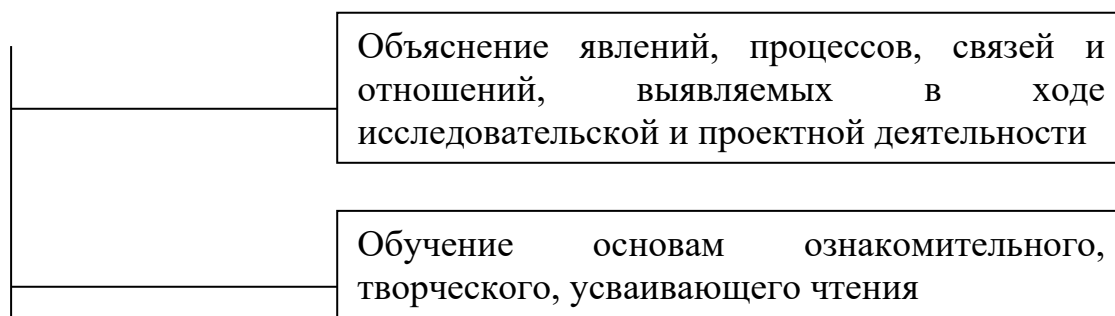 Объяснение явлений, процессов, связей и
отношений, выявляемых в ходе
исследовательской и проектной деятельности
Обучение основам ознакомительного,
творческого, усваивающего чтения